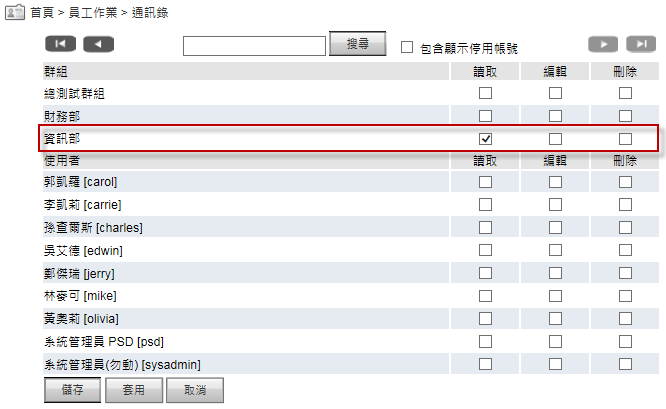 首頁 > 員工作業 > 通訊錄
搜尋 包含顯示停用帳號
群組 讀取 編輯 刪除
總測試群組
財務部
資訊部
使用者 讀取 編輯 刪除
郭凱羅 [carol]
李凱莉 [carrie]
孫查爾斯 [charles]
吳艾德 [edwin]
鄭傑瑞 [jerry]
林麥可 [mike]
黃奧莉 [olivia]
系統管理員 PSD [psd]
系統管理員(勿動) [sysadmin]
儲存 套用 取消